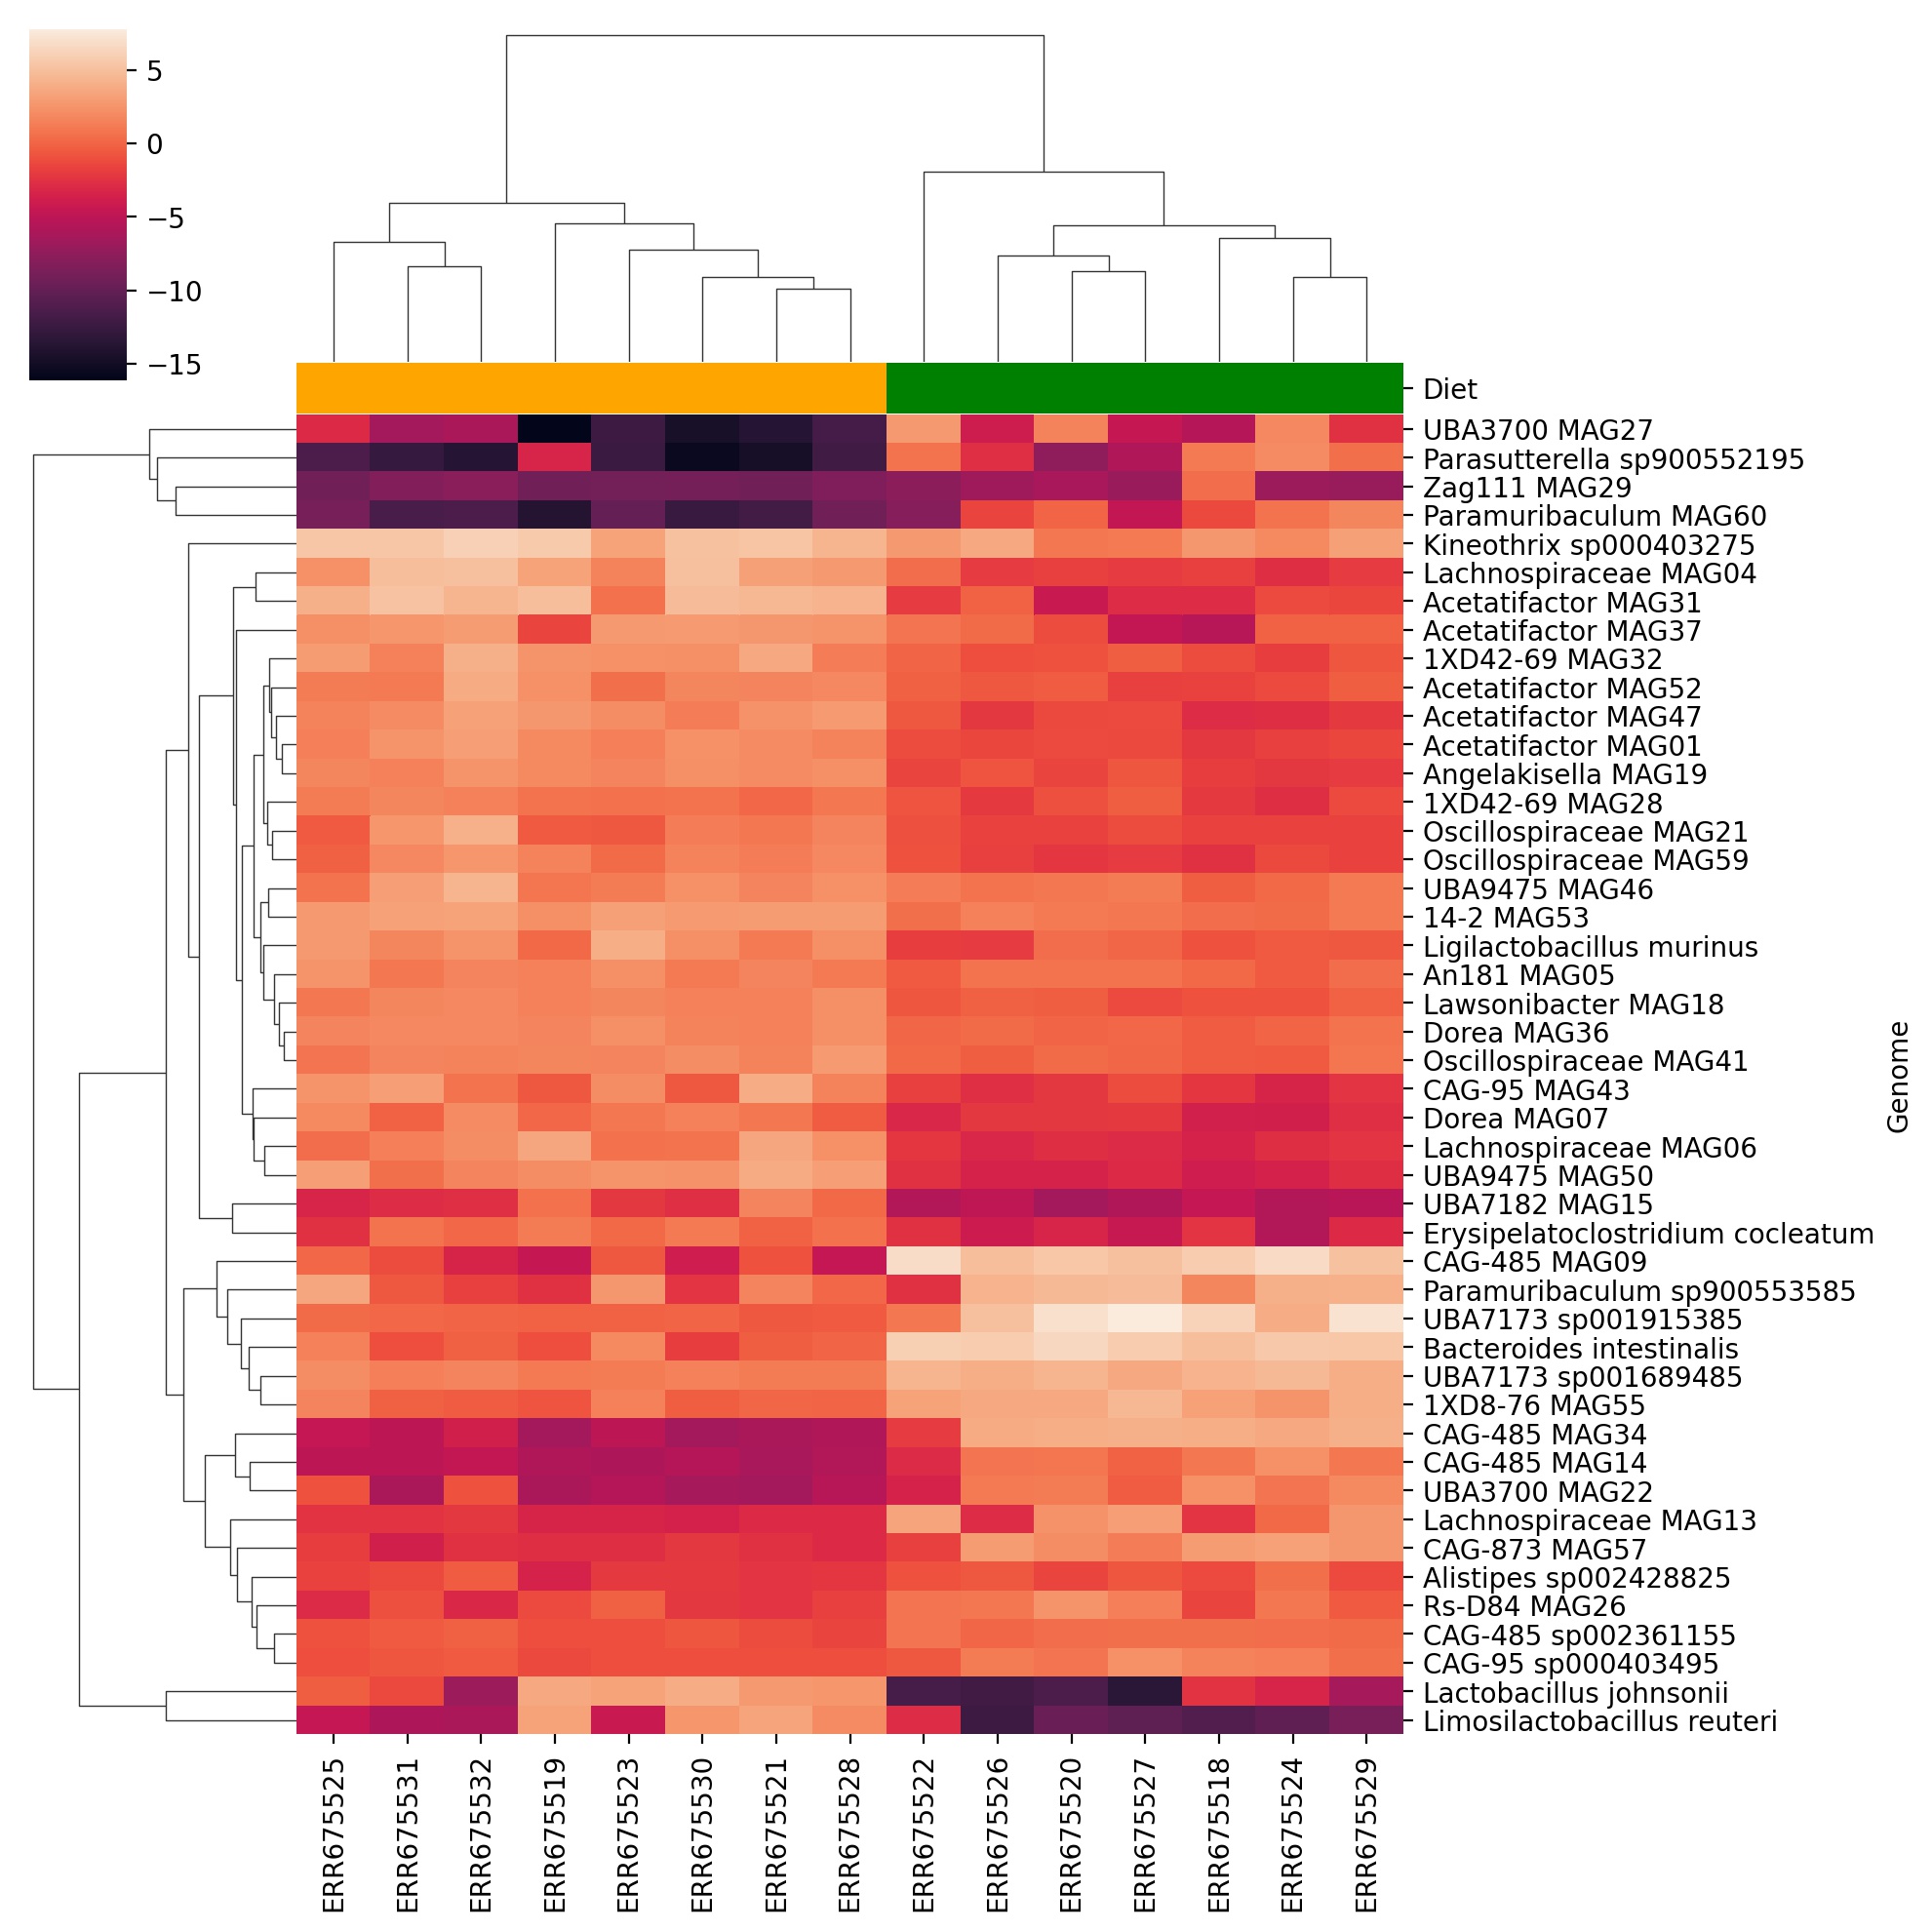 5
0
−5
−10
−15
Diet
UBA3700 MAG27
Parasutterella sp900552195
Zag111 MAG29
Paramuribaculum MAG60
Kineothrix sp000403275
Lachnospiraceae MAG04
Acetatifactor MAG31
Acetatifactor MAG37
1XD42-69 MAG32
Acetatifactor MAG52
Acetatifactor MAG47
Acetatifactor MAG01
Angelakisella MAG19
1XD42-69 MAG28
Oscillospiraceae MAG21
Oscillospiraceae MAG59
UBA9475 MAG46
14-2 MAG53
Ligilactobacillus murinus
An181 MAG05
Lawsonibacter MAG18
Dorea MAG36
Oscillospiraceae MAG41
CAG-95 MAG43
Dorea MAG07
Lachnospiraceae MAG06
UBA9475 MAG50
UBA7182 MAG15
Erysipelatoclostridium cocleatum
CAG-485 MAG09
Paramuribaculum sp900553585
UBA7173 sp001915385
Bacteroides intestinalis
UBA7173 sp001689485
1XD8-76 MAG55
CAG-485 MAG34
CAG-485 MAG14
UBA3700 MAG22
Lachnospiraceae MAG13
CAG-873 MAG57
Alistipes sp002428825
Rs-D84 MAG26
CAG-485 sp002361155
CAG-95 sp000403495
Lactobacillus johnsonii
Limosilactobacillus reuteri
Genome
ERR675525
ERR675531
ERR675532
ERR675519
ERR675523
ERR675530
ERR675521
ERR675528
ERR675522
ERR675526
ERR675520
ERR675527
ERR675518
ERR675524
ERR675529